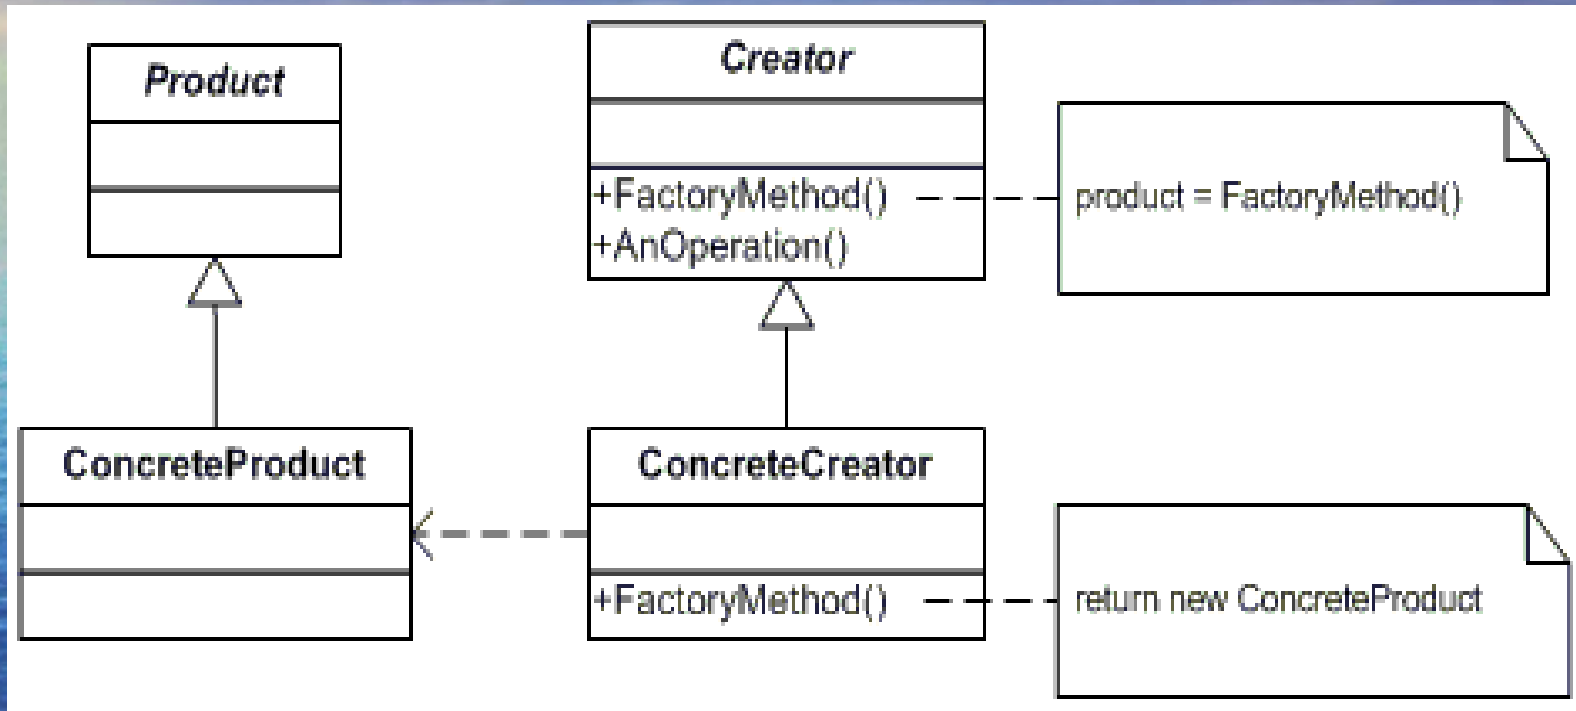 Product
Creator
+FactoryMethod()
+AnOperation()
product = FactoryMethod()
ConcreteProduct
ConcreteCreator
+FactoryMethod()
return new ConcreteProduct